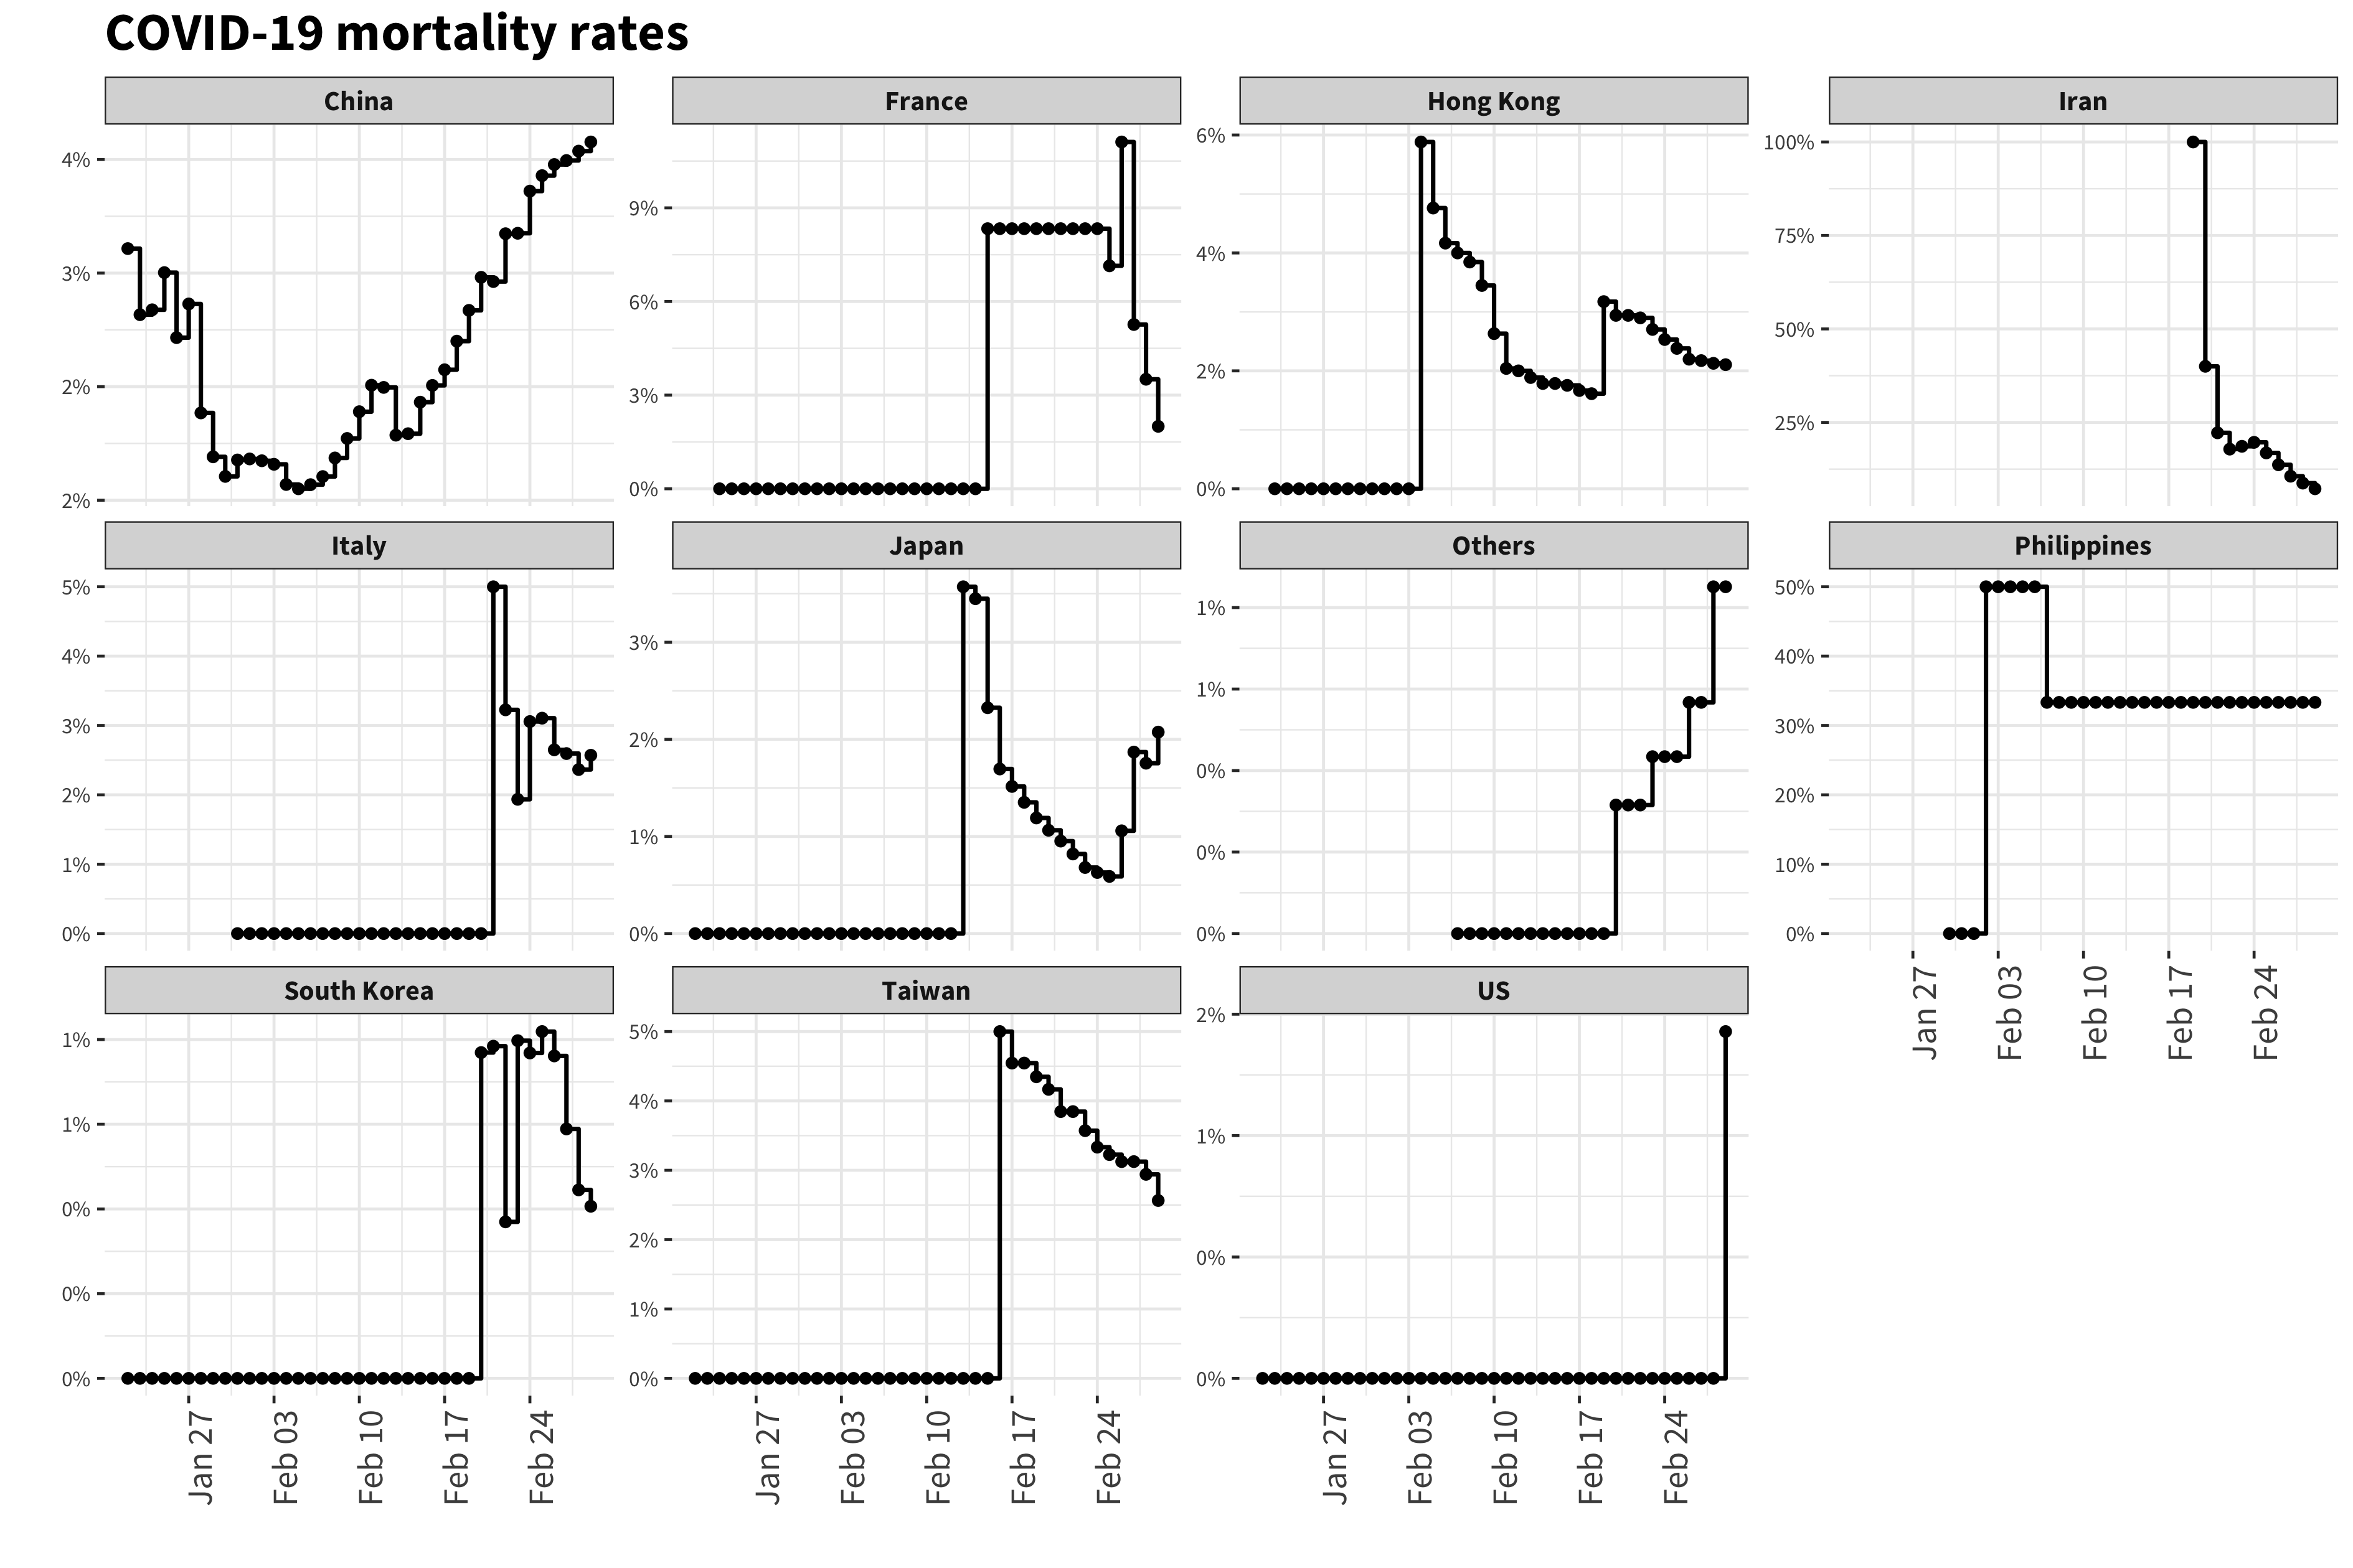 COVID-19 mortality rates
China
4%
3%
2%
2%
France
9%
6%
3%
0%
Hong Kong
6%
4%
2%
0%
Iran
100%
75%
50%
25%
Italy
5%
4%
3%
2%
1%
0%
Japan
3%
2%
1%
0%
Others
1%
1%
0%
0%
0%
Philippines
50%
40%
30%
20%
10%
0%
Jan 27
Feb 03
Feb 10
Feb 17
Feb 24
South Korea
1%
1%
0%
0%
0%
Jan 27
Feb 03
Feb 10
Feb 17
Feb 24
Taiwan
5%
4%
3%
2%
1%
0%
Jan 27
Feb 03
Feb 10
Feb 17
Feb 24
US
2%
1%
0%
0%
Jan 27
Feb 03
Feb 10
Feb 17
Feb 24